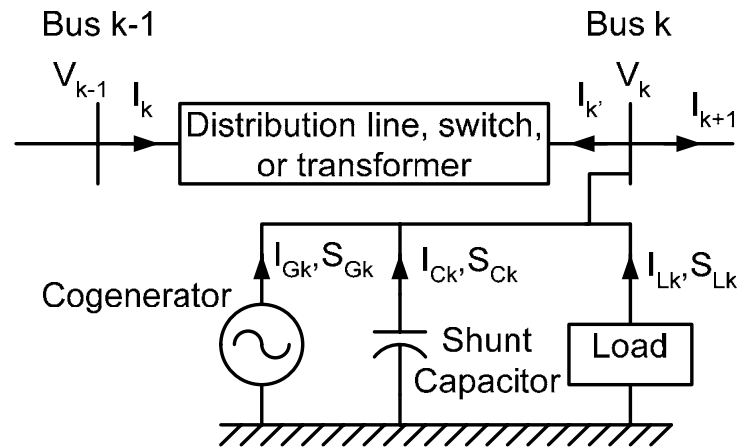 Bus k-1
Bus k
V_{k-1}
I_k
I_{k'}
V_k
I_{k+1}
Distribution line, switch,
or transformer
I_{Gk},S_{Gk}
I_{Ck},S_{Ck}
I_{Lk},S_{Lk}
Cogenerator
Shunt
Capacitor
Load